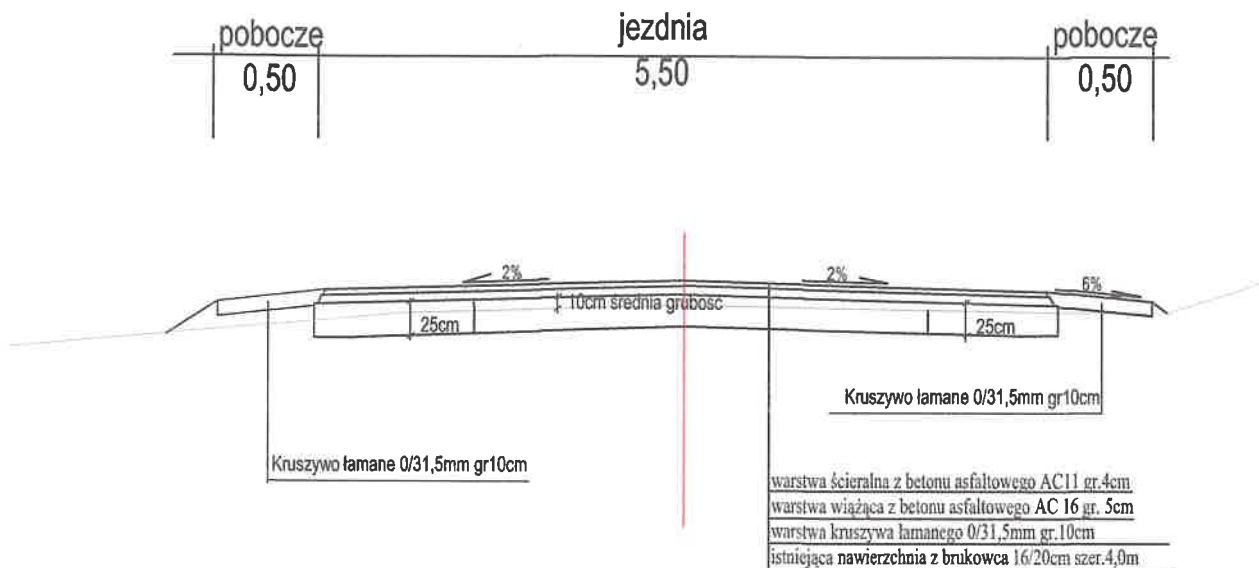 pobocze
jezdnia
pobocze
0,50
5,50
0,50
2%
2%
6%
10cm średnia grubość
25cm
25cm
Kruszywo łamane 0/31,5mm gr10cm
Kruszywo łamane 0/31,5mm gr10cm
warstwa ścieralna z betonu asfaltowego AC11 gr.4cm
warstwa wiążąca z betonu asfaltowego AC 16 gr. 5cm
warstwa kruszywa łamanego 0/31,5mm gr.10cm
istniejąca nawierzchnia z brukowca 16/20cm szer.4,0m